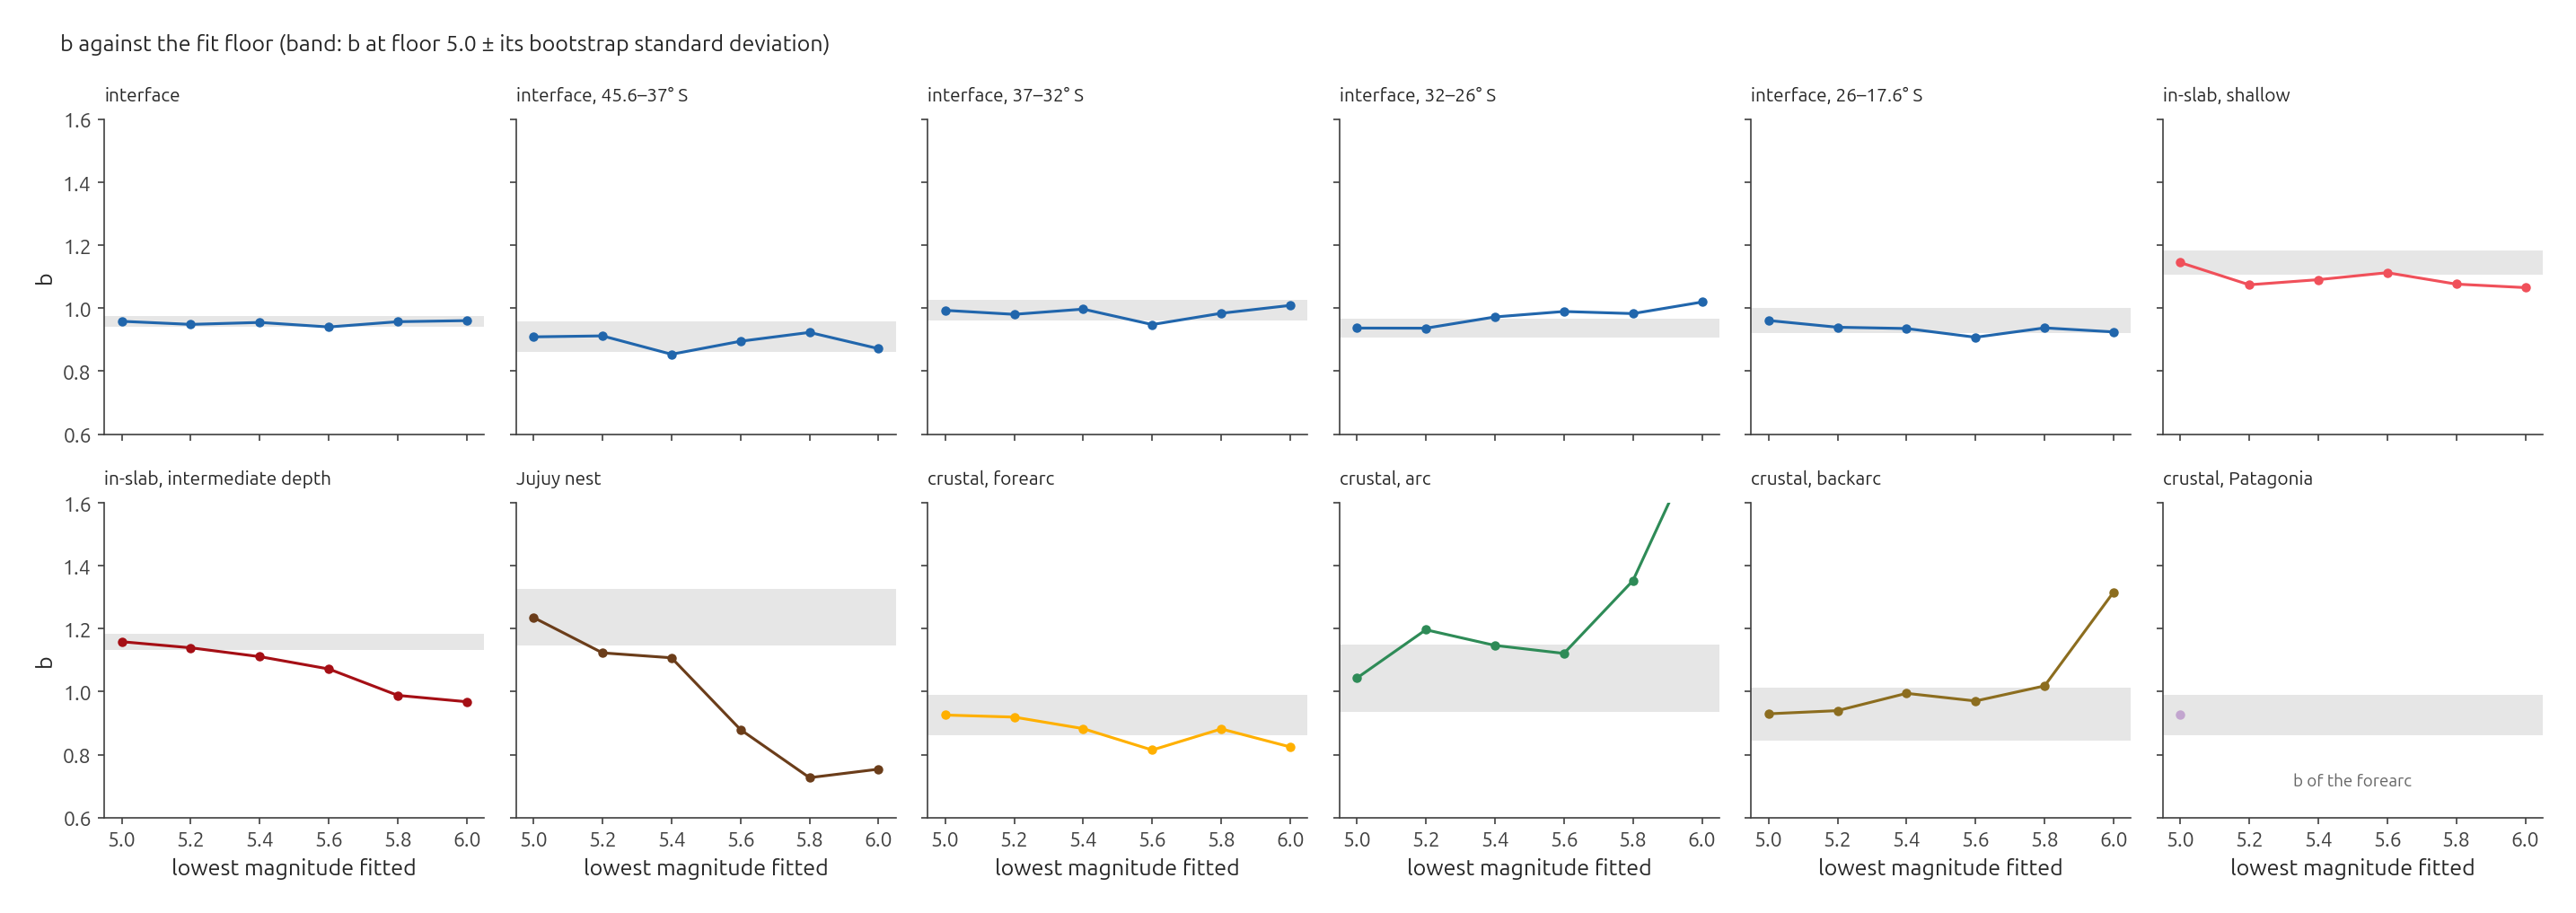 b against the fit floor (band: b at floor 5.0 ± its bootstrap standard deviation)
interface
interface, 45.6–37° S
interface, 37–32° S
interface, 32–26° S
interface, 26–17.6° S
in-slab, shallow
1.6
1.4
1.2
1.0
0.8
0.6
b
in-slab, intermediate depth
Jujuy nest
crustal, forearc
crustal, arc
crustal, backarc
crustal, Patagonia
1.6
1.4
1.2
1.0
0.8
0.6
b
b of the forearc
5.0 5.2 5.4 5.6 5.8 6.0
5.0 5.2 5.4 5.6 5.8 6.0
5.0 5.2 5.4 5.6 5.8 6.0
5.0 5.2 5.4 5.6 5.8 6.0
5.0 5.2 5.4 5.6 5.8 6.0
5.0 5.2 5.4 5.6 5.8 6.0
lowest magnitude fitted
lowest magnitude fitted
lowest magnitude fitted
lowest magnitude fitted
lowest magnitude fitted
lowest magnitude fitted